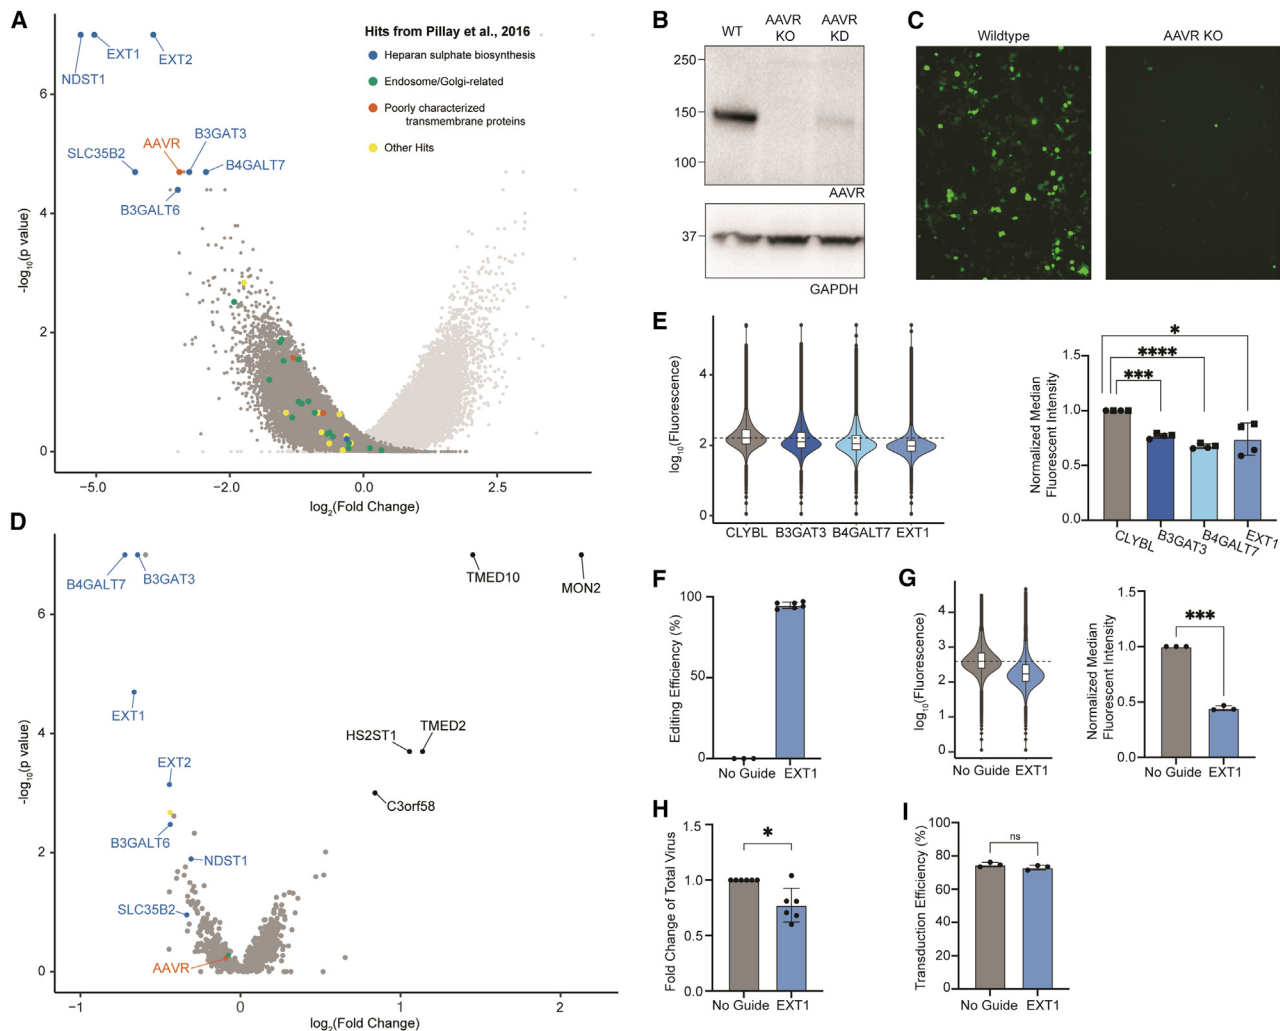 A
Hits from Pillay et al., 2016
Heparan sulphate biosynthesis
Endosome/Golgi-related
Poorly characterized
transmembrane proteins
Other Hits
EXT1
EXT2
NDST1
AAVR
B3GAT3
SLC35B2
B4GALT7
B3GALT6
6
4
2
0
-log10(p value)
−5.0
−2.0
0.0
2.5
log2(Fold Change)
B
WT
AAVR
KO
AAVR
KD
250
150
100
AAVR
37
GAPDH
C
Wildtype
AAVR KO
D
B4GALT7
B3GAT3
TMED10
MON2
EXT1
HS2ST1
TMED2
EXT2
C3orf58
B3GALT6
NDST1
SLC35B2
AAVR
6
4
2
0
-log10(p value)
−1
0
1
2
log2(Fold Change)
E
log10(Fluorescence)
4
2
0
CLYBL
B3GAT3
B4GALT7
EXT1
Normalized Median
Fluorescent Intensity
1.5
1.0
0.5
0.0
*
****
***
CLYBL
B3GAT3
B4GALT7
EXT1
F
Editing Efficiency (%)
100
50
0
No Guide
EXT1
G
log10(Fluorescence)
4
3
2
1
0
No Guide
EXT1
Normalized Median
Fluorescent Intensity
1.5
1.0
0.5
0.0
***
No Guide
EXT1
H
Fold Change of Total Virus
1.5
1.0
0.5
0.0
*
No Guide
EXT1
I
Transduction Efficiency (%)
100
80
60
40
20
0
ns
No Guide
EXT1